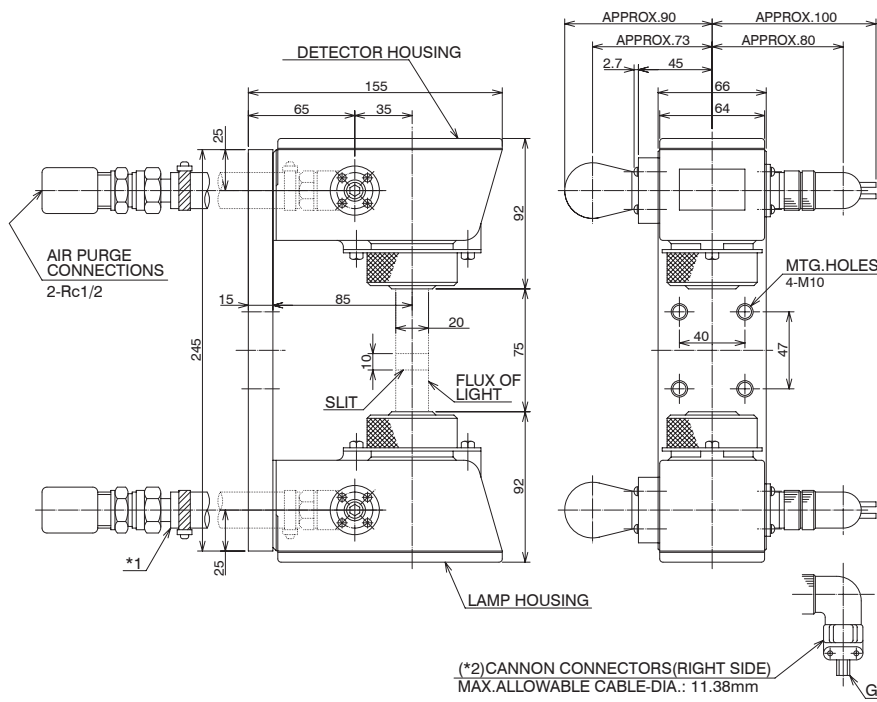 APPROX.90
APPROX.100
APPROX.73
APPROX.80
DETECTOR HOUSING
2.7
45
155
66
65
35
64
25
92
AIR PURGE
CONNECTIONS
2-Rc1/2
MTG.HOLES
4-M10
15
85
20
40
245
75
47
10
FLUX OF
LIGHT
SLIT
92
*1
25
LAMP HOUSING
(*2)CANNON CONNECTORS(RIGHT SIDE)
MAX.ALLOWABLE CABLE-DIA.: 11.38mm
G